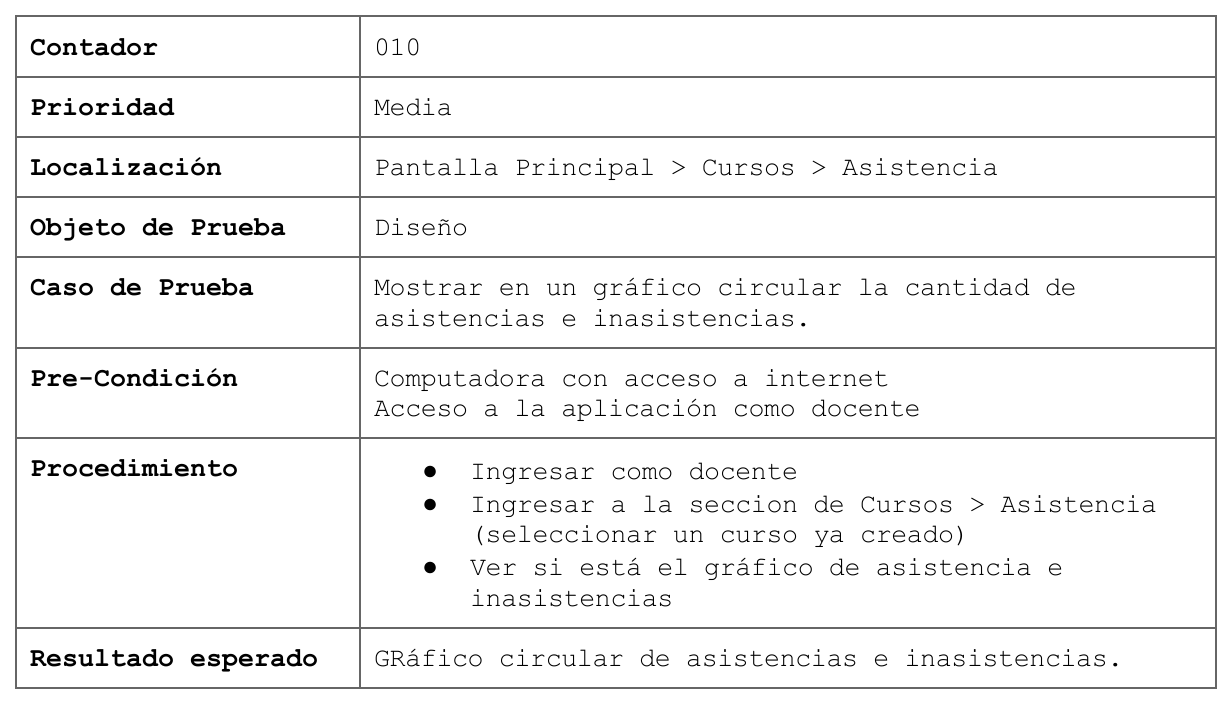 Contador 010
Prioridad Media
Localización Pantalla Principal > Cursos > Asistencia
Objeto de Prueba Diseño
Caso de Prueba Mostrar en un gráfico circular la cantidad de
asistencias e inasistencias.
Pre-Condición Computadora con acceso a internet
Acceso a la aplicación como docente
Procedimiento ● Ingresar como docente
● Ingresar a la seccion de Cursos > Asistencia
(seleccionar un curso ya creado)
● Ver si está el gráfico de asistencia e
inasistencias
Resultado esperado GRáfico circular de asistencias e inasistencias.